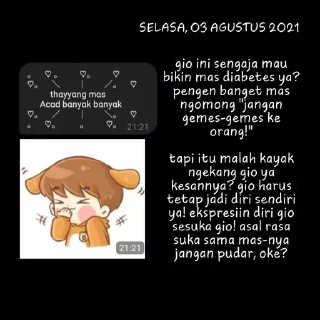 SELASA, 03 AGUSTUS 2021
thayyang mas
Acad banyak banyak
21:21
21:21
gio ini sengaja mau
bikin mas diabetes ya?
pengen banget mas
ngomong "jangan
gemes-gemes ke
orang!"
tapi itu malah kayak
ngekang gio ya
kesannya? gio harus
tetap jadi diri sendiri
ya! ekspresiin diri gio
sesuka gio! asal rasa
suka sama mas-nya
jangan pudar, oke?